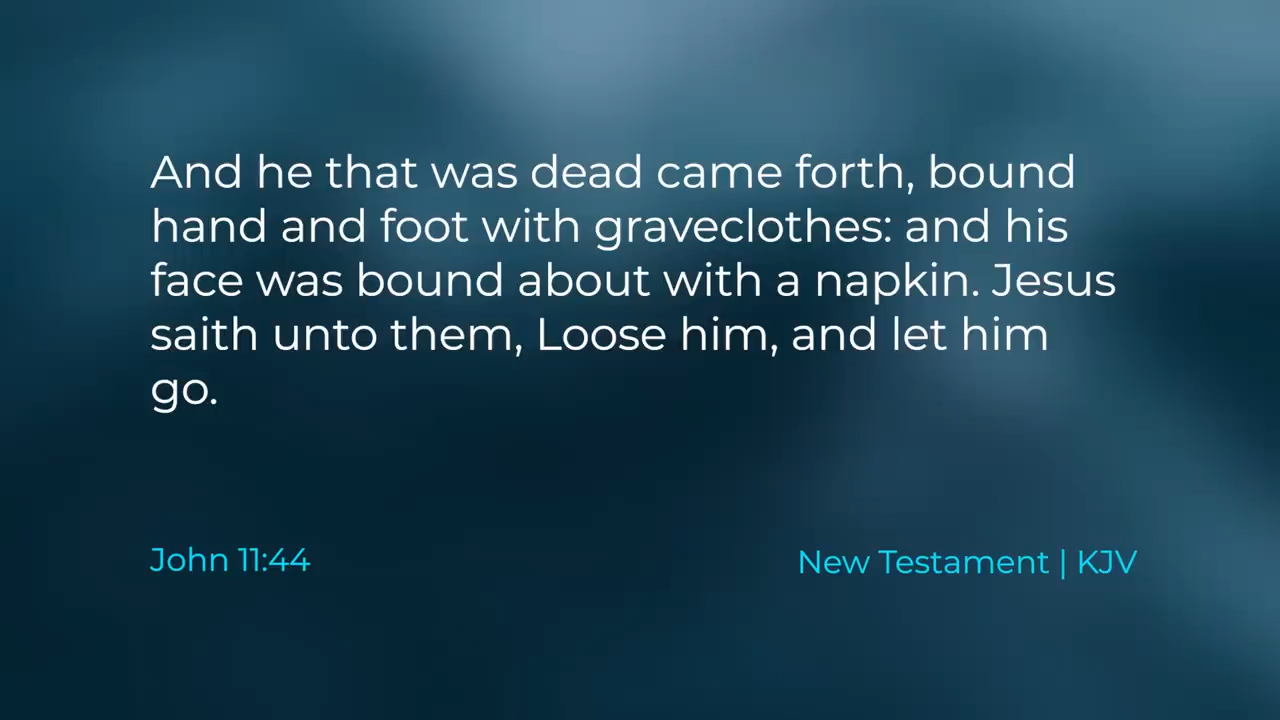 And he that was dead came forth, bound
hand and foot with graveclothes: and his
face was bound about with a napkin. Jesus
saith unto them, Loose him, and let him
go.
John 11:44
New Testament | KJV